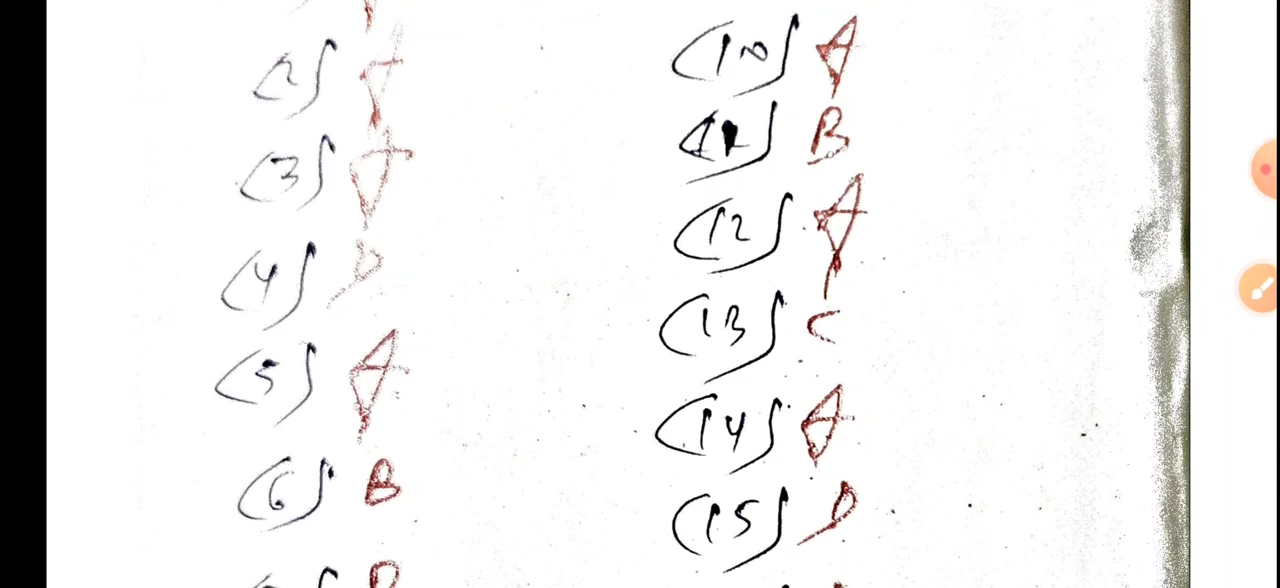 (2) A
(3) A
(4) D
(5) A
(6) B
(10) A
(11) B
(12) A
(13) C
(14) A
(15) D